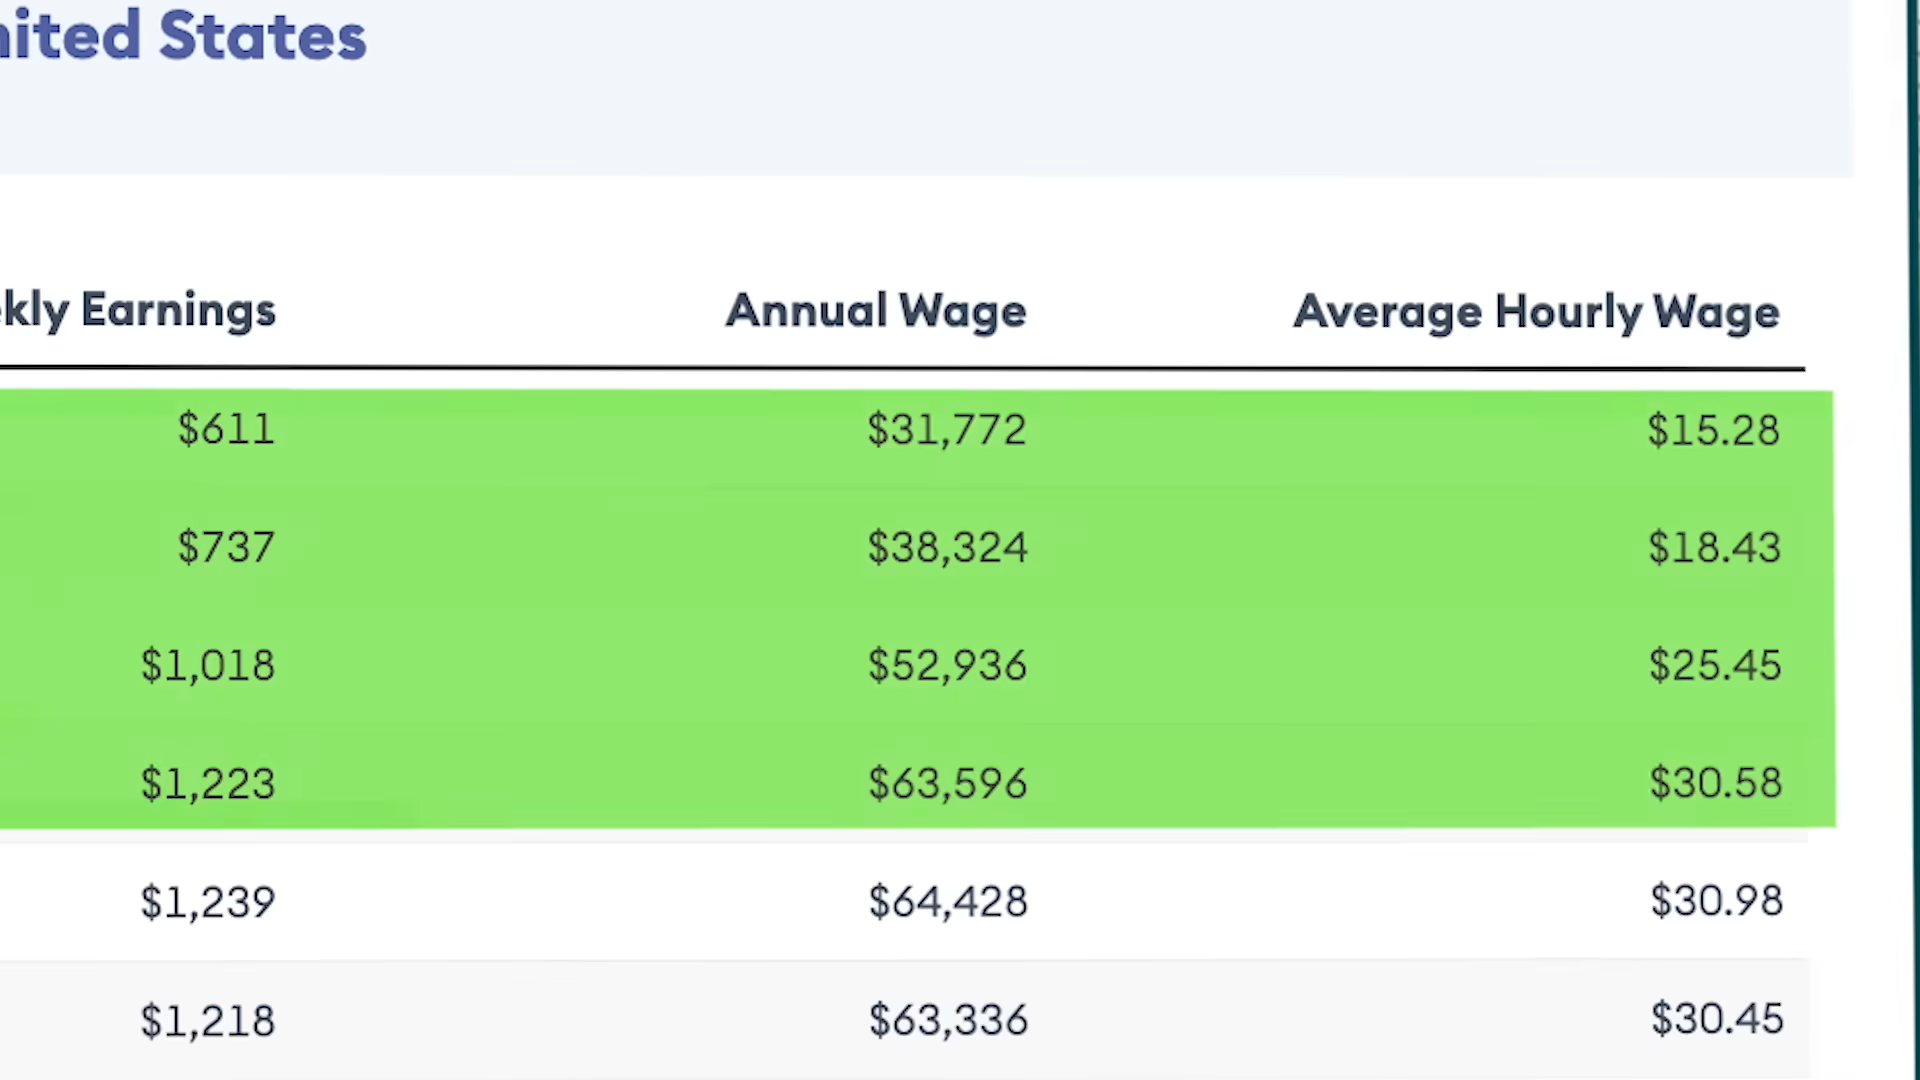 nited States
kly Earnings Annual Wage Average Hourly Wage
$611 $31,772 $15.28
$737 $38,324 $18.43
$1,018 $52,936 $25.45
$1,223 $63,596 $30.58
$1,239 $64,428 $30.98
$1,218 $63,336 $30.45